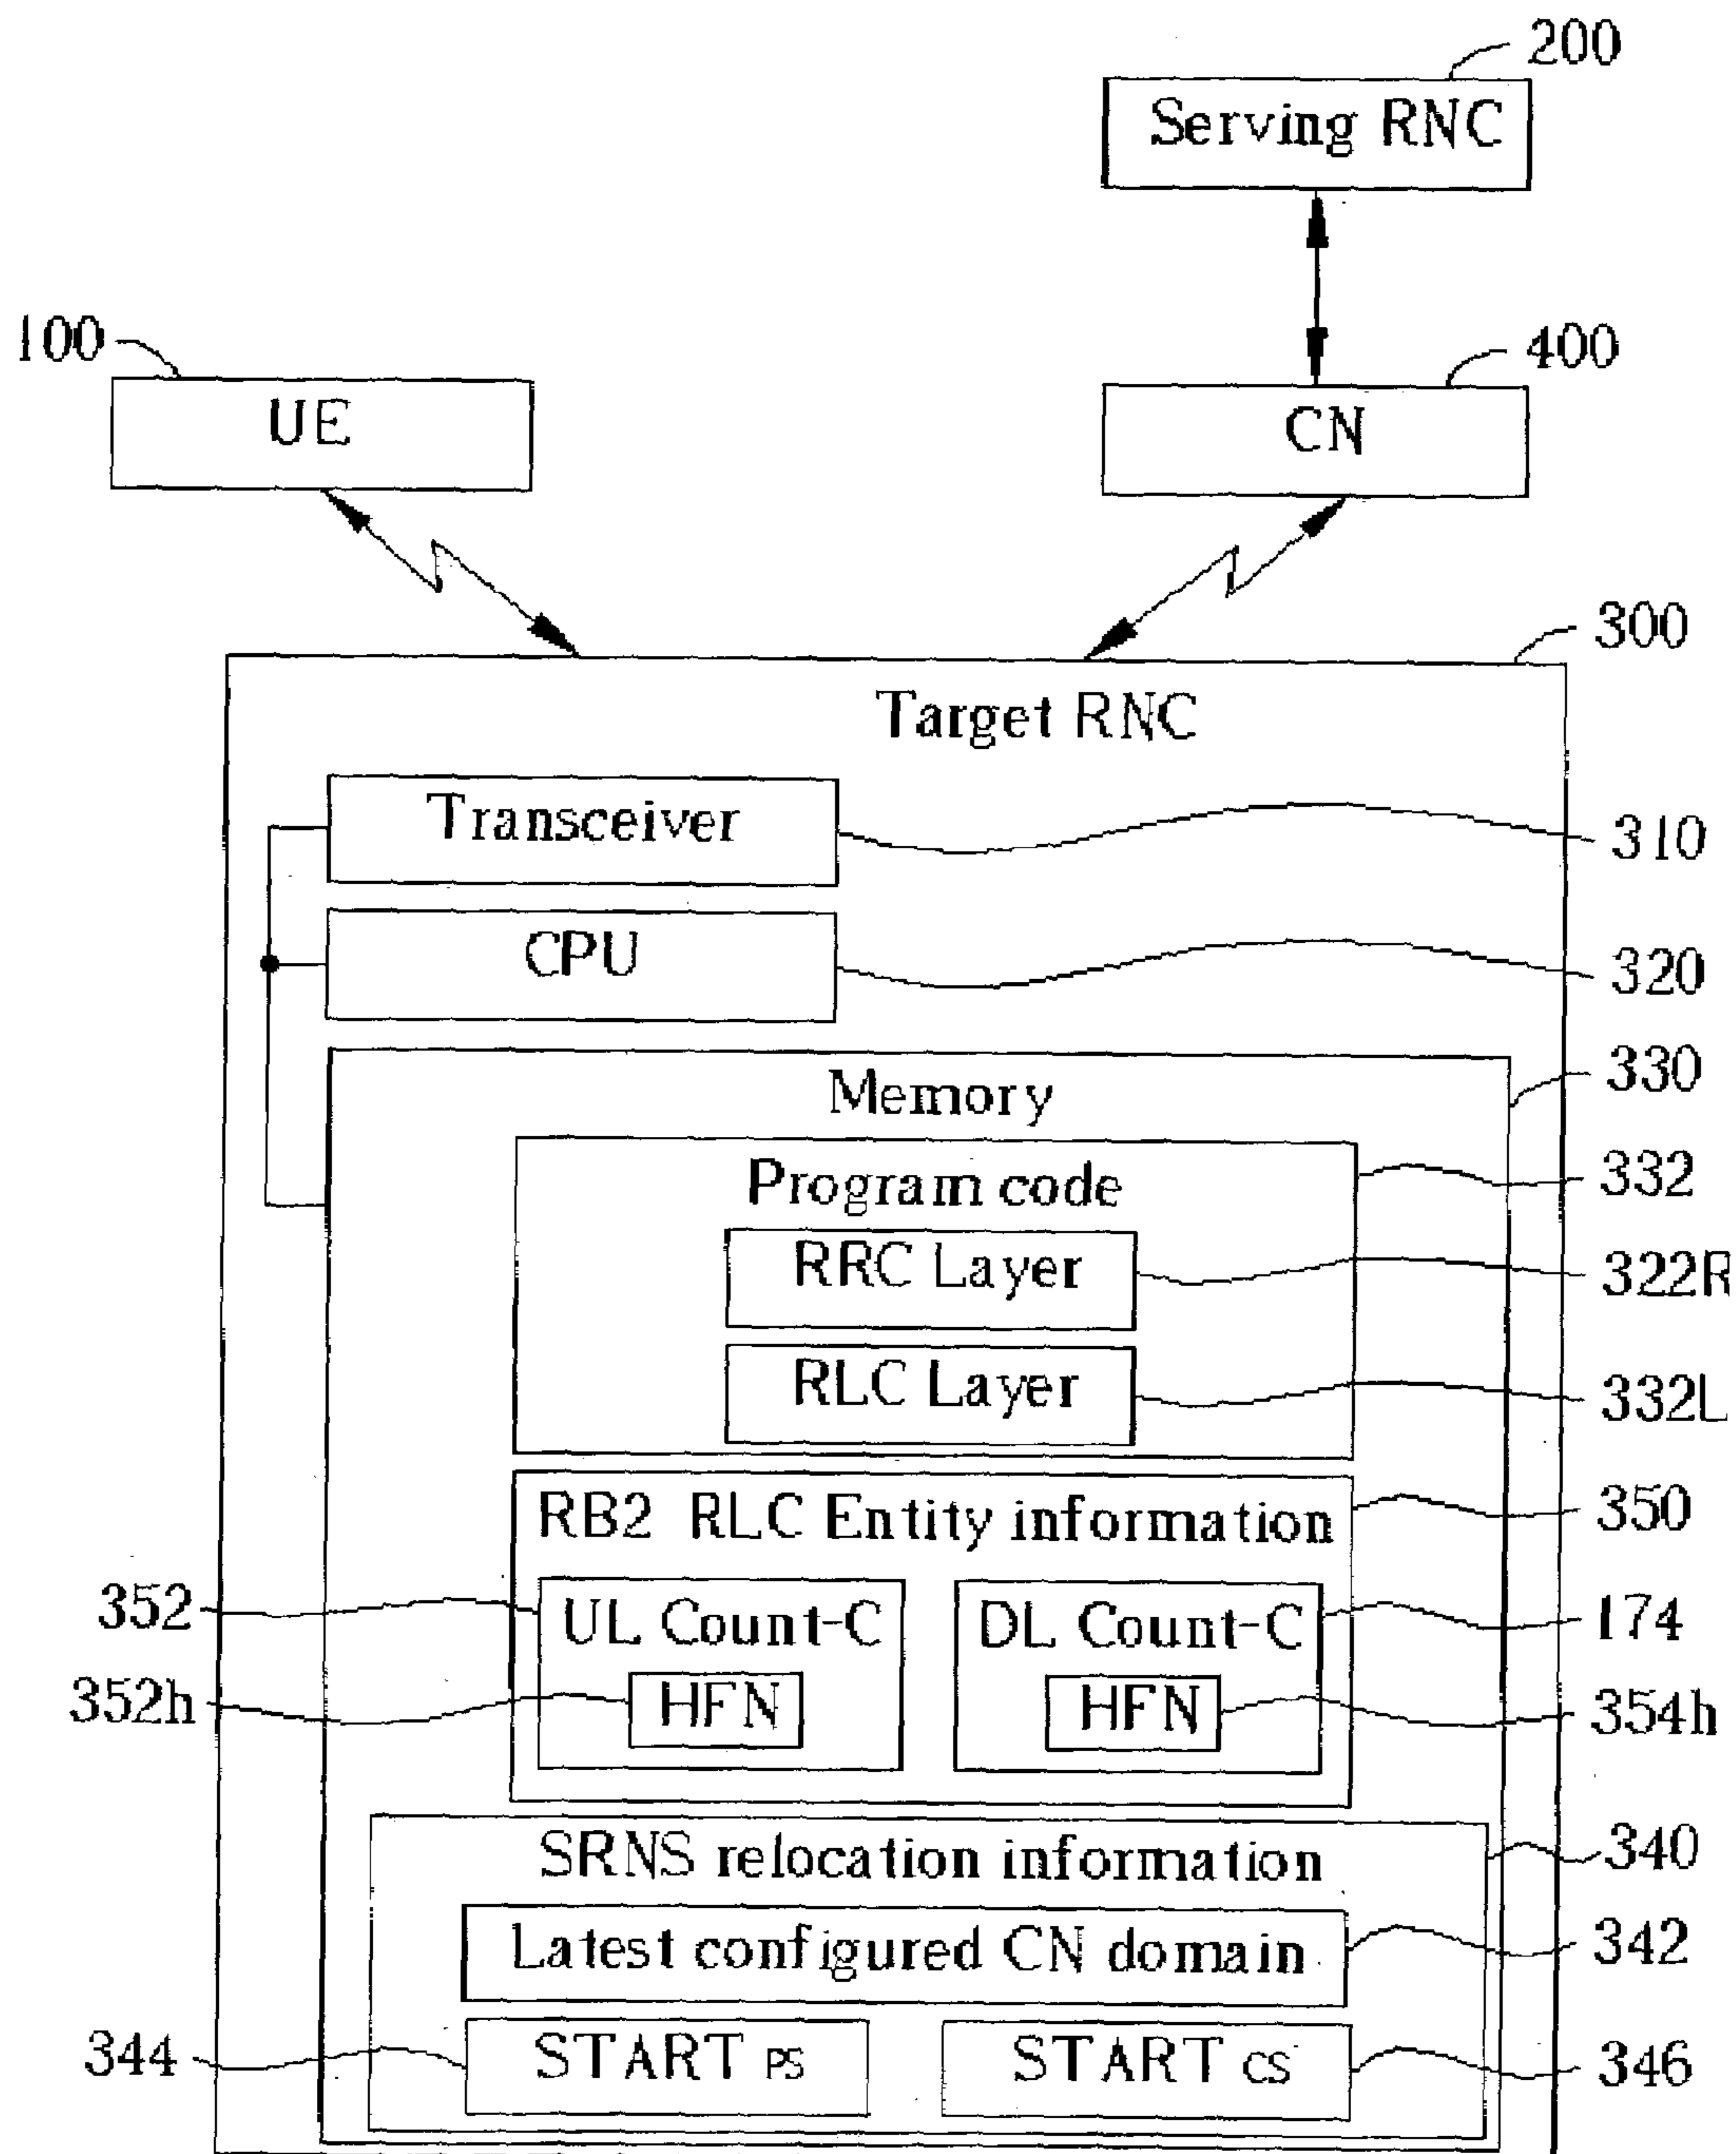 200
Serving RNC
100
400
UE
CN
300
Target RNC
Transceiver
310
CPU
320
330
Memory
332
Program code
RRC Layer
322R
RLC Layer
332L
350
RB2 RLC Entity information
352
UL Count-C
DL Count-C
174
352h
HFN
HFN
354h
SRNS relocation information
340
Latest configured CN domain
342
344
START PS
START CS
346